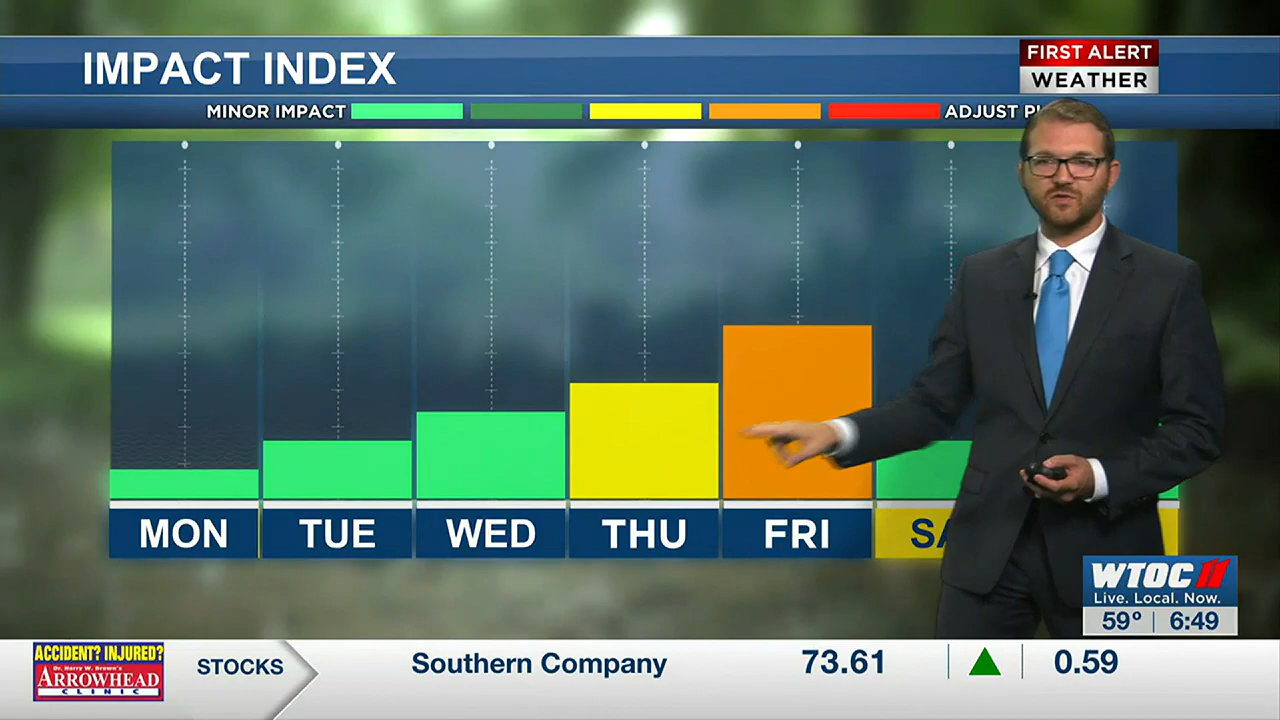 IMPACT INDEX
FIRST ALERT
WEATHER
MINOR IMPACT
ADJUST
MON TUE WED THU FRI
WTOC 11
Live. Local. Now.
59° 6:49
ACCIDENT? INJURED?
Dr. Harry W. Brown's
ARROWHEAD
CLINIC
STOCKS
Southern Company 73.61 0.59